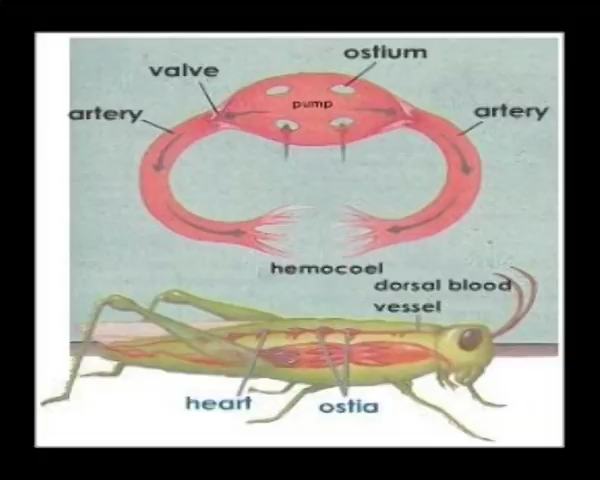 ostium
valve
pump
artery
artery
hemocoel
dorsal blood
vessel
heart
ostia